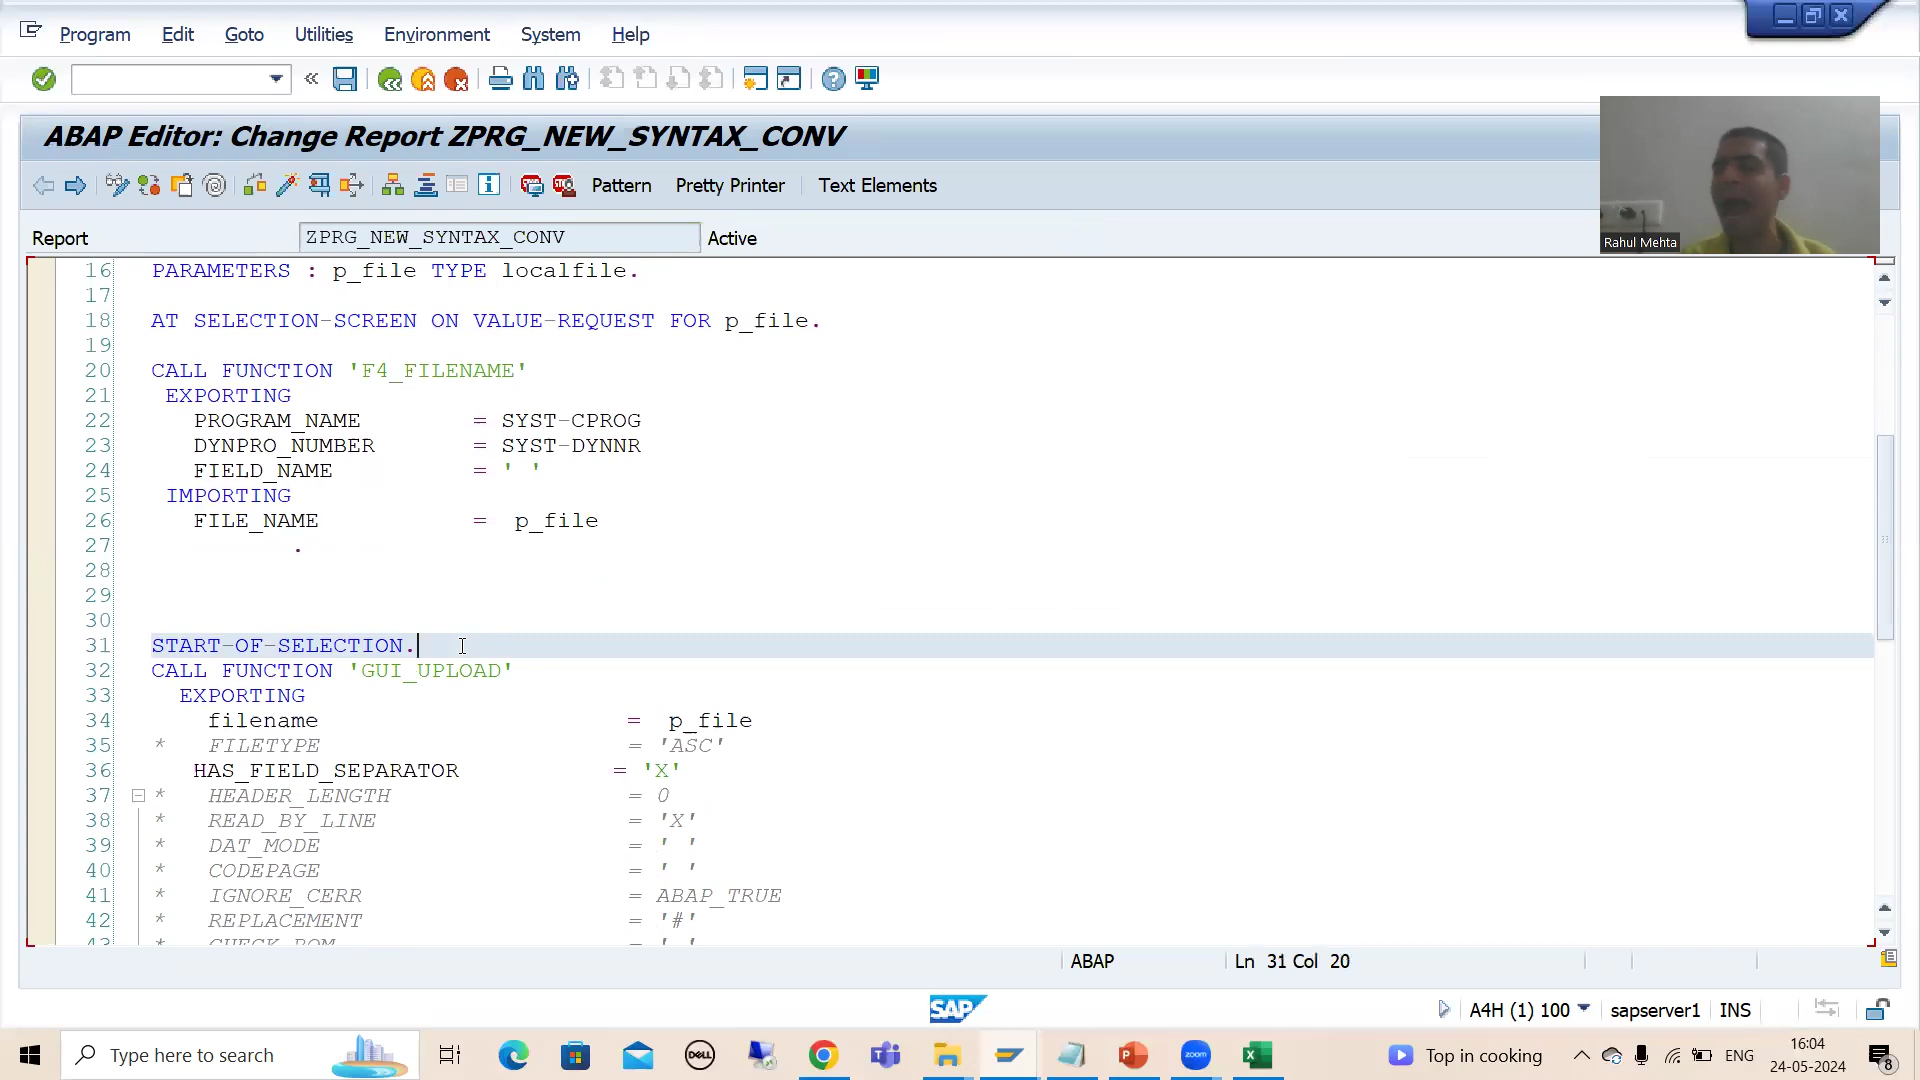 Program Edit Goto Utilities Environment System Help
ABAP Editor: Change Report ZPRG_NEW_SYNTAX_CONV
Pattern Pretty Printer Text Elements
Rahul Mehta
Report ZPRG_NEW_SYNTAX_CONV Active
16 PARAMETERS : p_file TYPE localfile.
17
18 AT SELECTION-SCREEN ON VALUE-REQUEST FOR p_file.
19
20 CALL FUNCTION 'F4_FILENAME'
21 EXPORTING
22 PROGRAM_NAME = SYST-CPROG
23 DYNPRO_NUMBER = SYST-DYNNR
24 FIELD_NAME = ' '
25 IMPORTING
26 FILE_NAME = p_file
27 .
28
29
30
31 START-OF-SELECTION.
32 CALL FUNCTION 'GUI_UPLOAD'
33 EXPORTING
34 filename = p_file
35 * FILETYPE = 'ASC'
36 HAS_FIELD_SEPARATOR = 'X'
37 * HEADER_LENGTH = 0
38 * READ_BY_LINE = 'X'
39 * DAT_MODE = ' '
40 * CODEPAGE = ' '
41 * IGNORE_CERR = ABAP_TRUE
42 * REPLACEMENT = '#'
43 * CHECK_BOM = ' '
ABAP Ln 31 Col 20
SAP A4H (1) 100 sapserver1 INS
Type here to search DELL zoom Top in cooking ENG 16:04
24-05-2024 8